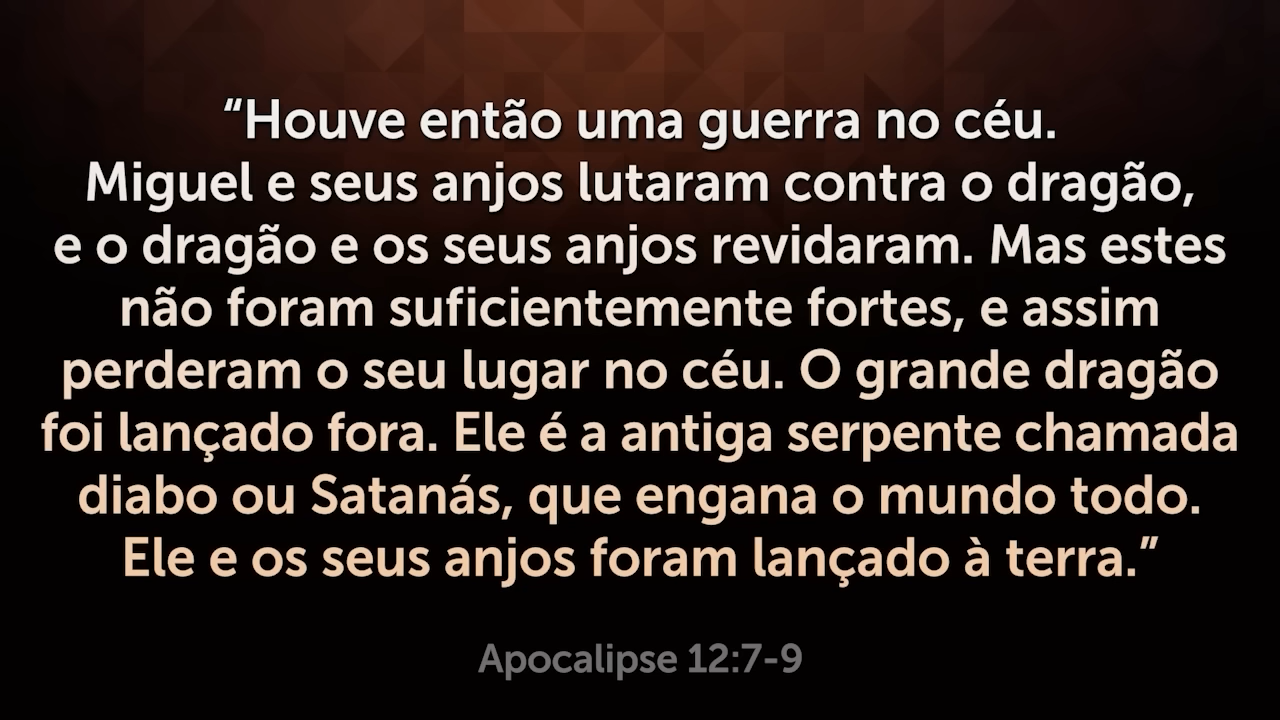 “Houve então uma guerra no céu.
Miguel e seus anjos lutaram contra o dragão,
e o dragão e os seus anjos revidaram. Mas estes
não foram suficientemente fortes, e assim
perderam o seu lugar no céu. O grande dragão
foi lançado fora. Ele é a antiga serpente chamada
diabo ou Satanás, que engana o mundo todo.
Ele e os seus anjos foram lançado à terra.”
Apocalipse 12:7-9